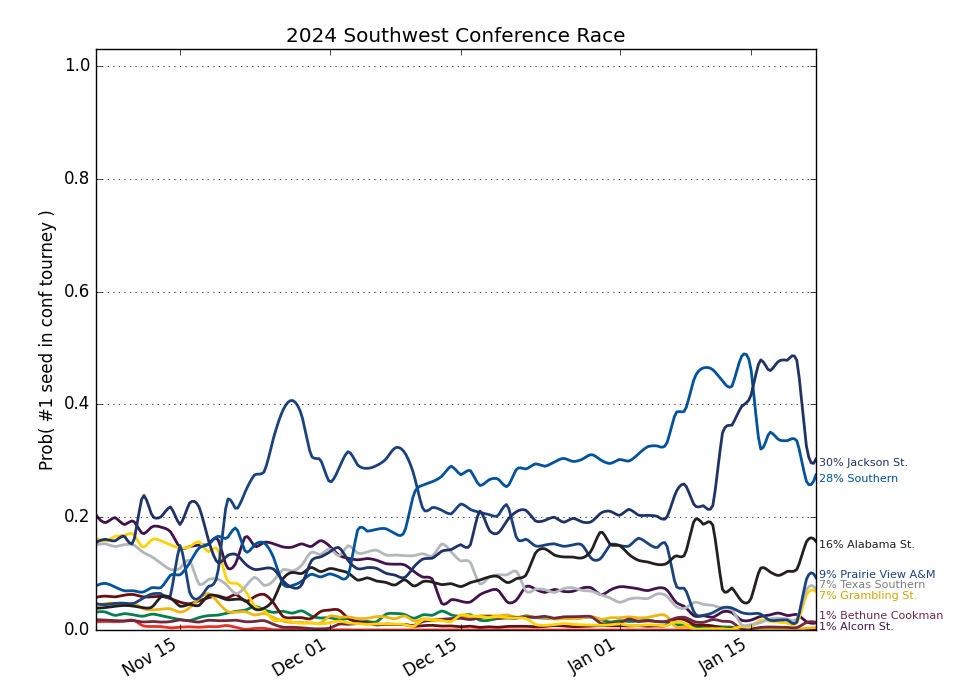 2024 Southwest Conference Race
Prob( #1 seed in conf tourney )
1.0
0.8
0.6
0.4
0.2
0.0
Nov 15
Dec 01
Dec 15
Jan 01
Jan 15
30% Jackson St.
28% Southern
16% Alabama St.
9% Prairie View A&M
7% Texas Southern
7% Grambling St.
1% Bethune Cookman
1% Alcorn St.